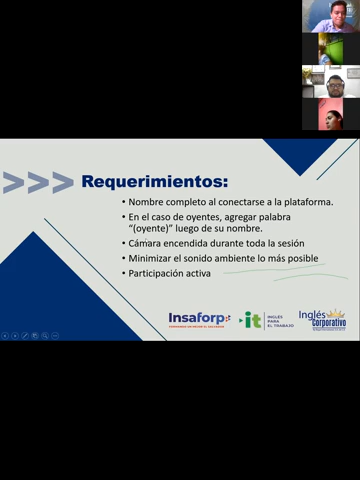 >>> Requerimientos:
• Nombre completo al conectarse a la plataforma.
• En el caso de oyentes, agregar palabra
"(oyente)" luego de su nombre.
• Cámara encendida durante toda la sesión
• Minimizar el sonido ambiente lo más posible
• Participación activa
Insaforp
it
INGLÉS
PARA
EL TRABAJO
Inglés
corporativo